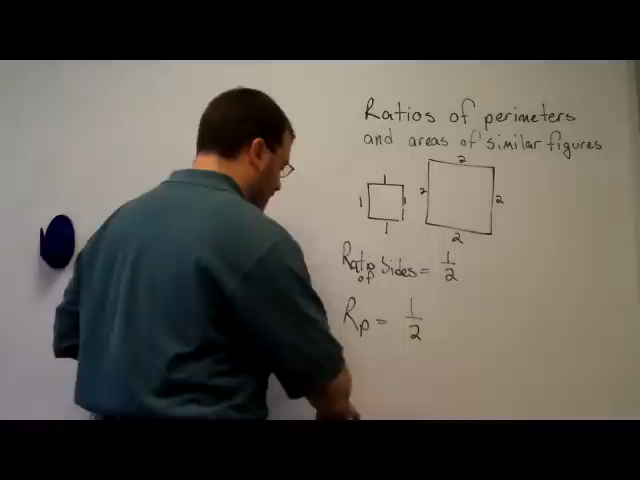 Ratios of perimeters
and areas of similar figures
2
1
2
2
1
1
1
2
Ratio of Sides = 1/2
Rp = 1/2